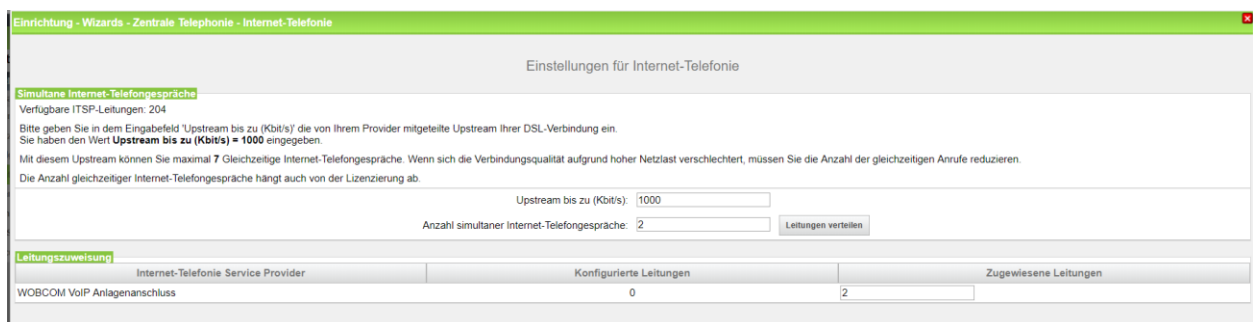 Einrichtung - Wizards - Zentrale Telephonie - Internet-Telefonie
Einstellungen für Internet-Telefonie
Simultane Internet-Telefongespräche
Verfügbare ITSP-Leitungen: 204
Bitte geben Sie in dem Eingabefeld 'Upstream bis zu (Kbit/s)' die von Ihrem Provider mitgeteilte Upstream Ihrer DSL-Verbindung ein.
Sie haben den Wert Upstream bis zu (Kbit/s) = 1000 eingegeben.
Mit diesem Upstream können Sie maximal 7 Gleichzeitige Internet-Telefongespräche. Wenn sich die Verbindungsqualität aufgrund hoher Netzlast verschlechtert, müssen Sie die Anzahl der gleichzeitigen Anrufe reduzieren.
Die Anzahl gleichzeitiger Internet-Telefongespräche hängt auch von der Lizenzierung ab.
Upstream bis zu (Kbit/s): 1000
Anzahl simultaner Internet-Telefongespräche: 2 Leitungen verteilen
Leitungszuweisung
Internet-Telefonie Service Provider Konfigurierte Leitungen Zugewiesene Leitungen
WOBCOM VoIP Anlagenanschluss 0 2